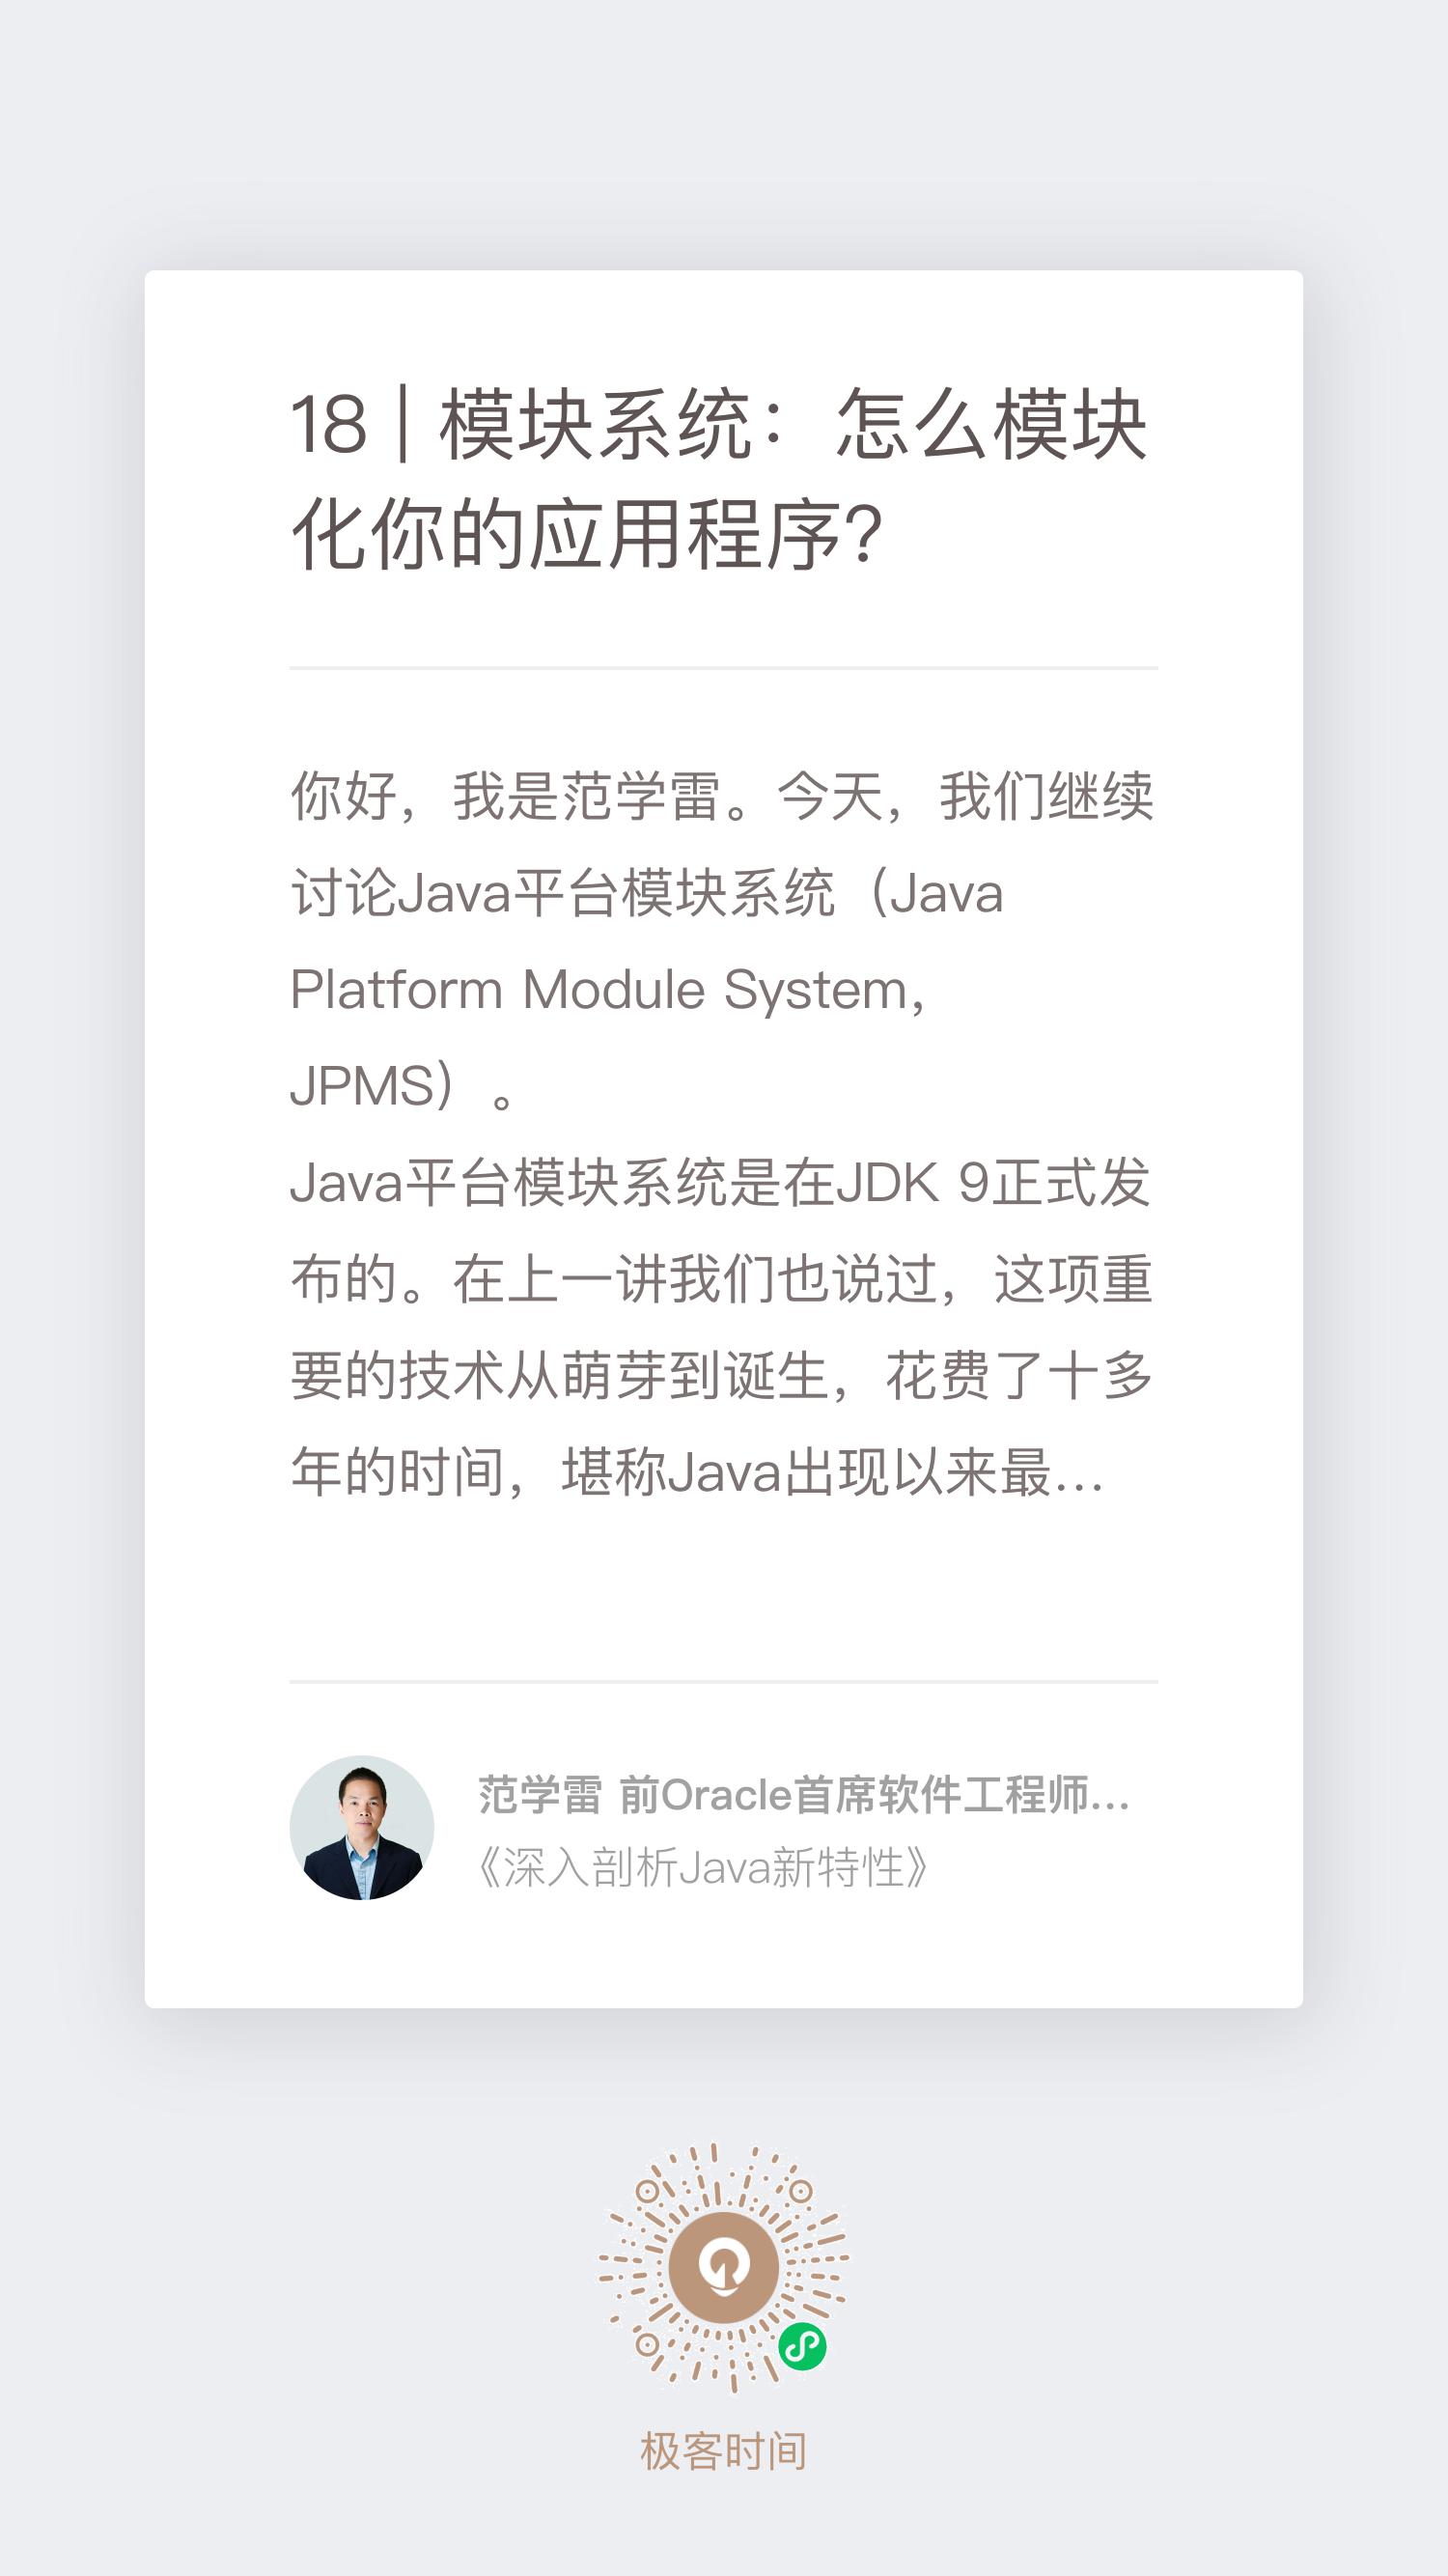 18 | 模块系统：怎么模块
化你的应用程序？
你好，我是范学雷。今天，我们继续
讨论Java平台模块系统（Java
Platform Module System，
JPMS）。
Java平台模块系统是在JDK 9正式发
布的。在上一讲我们也说过，这项重
要的技术从萌芽到诞生，花费了十多
年的时间，堪称Java出现以来最...
范学雷 前Oracle首席软件工程师...
《深入剖析Java新特性》
极客时间